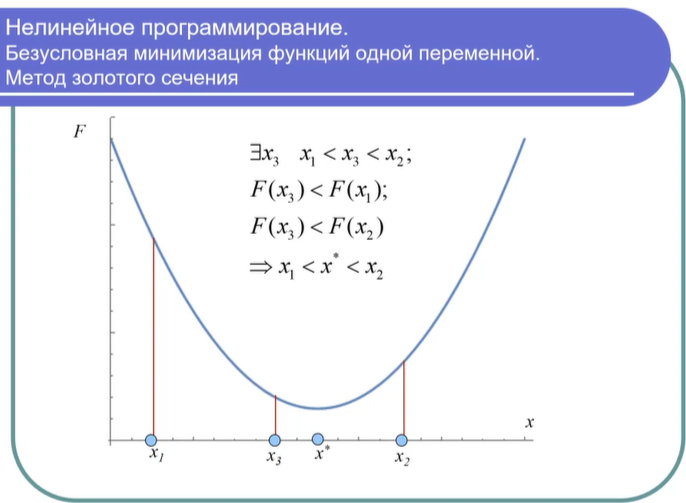 Нелинейное программирование.
Безусловная минимизация функций одной переменной.
Метод золотого сечения
F
∃x₃ x₁ < x₃ < x₂;
F(x₃) < F(x₁);
F(x₃) < F(x₂)
⇒ x₁ < x* < x₂
x
x₁ x₃ x* x₂